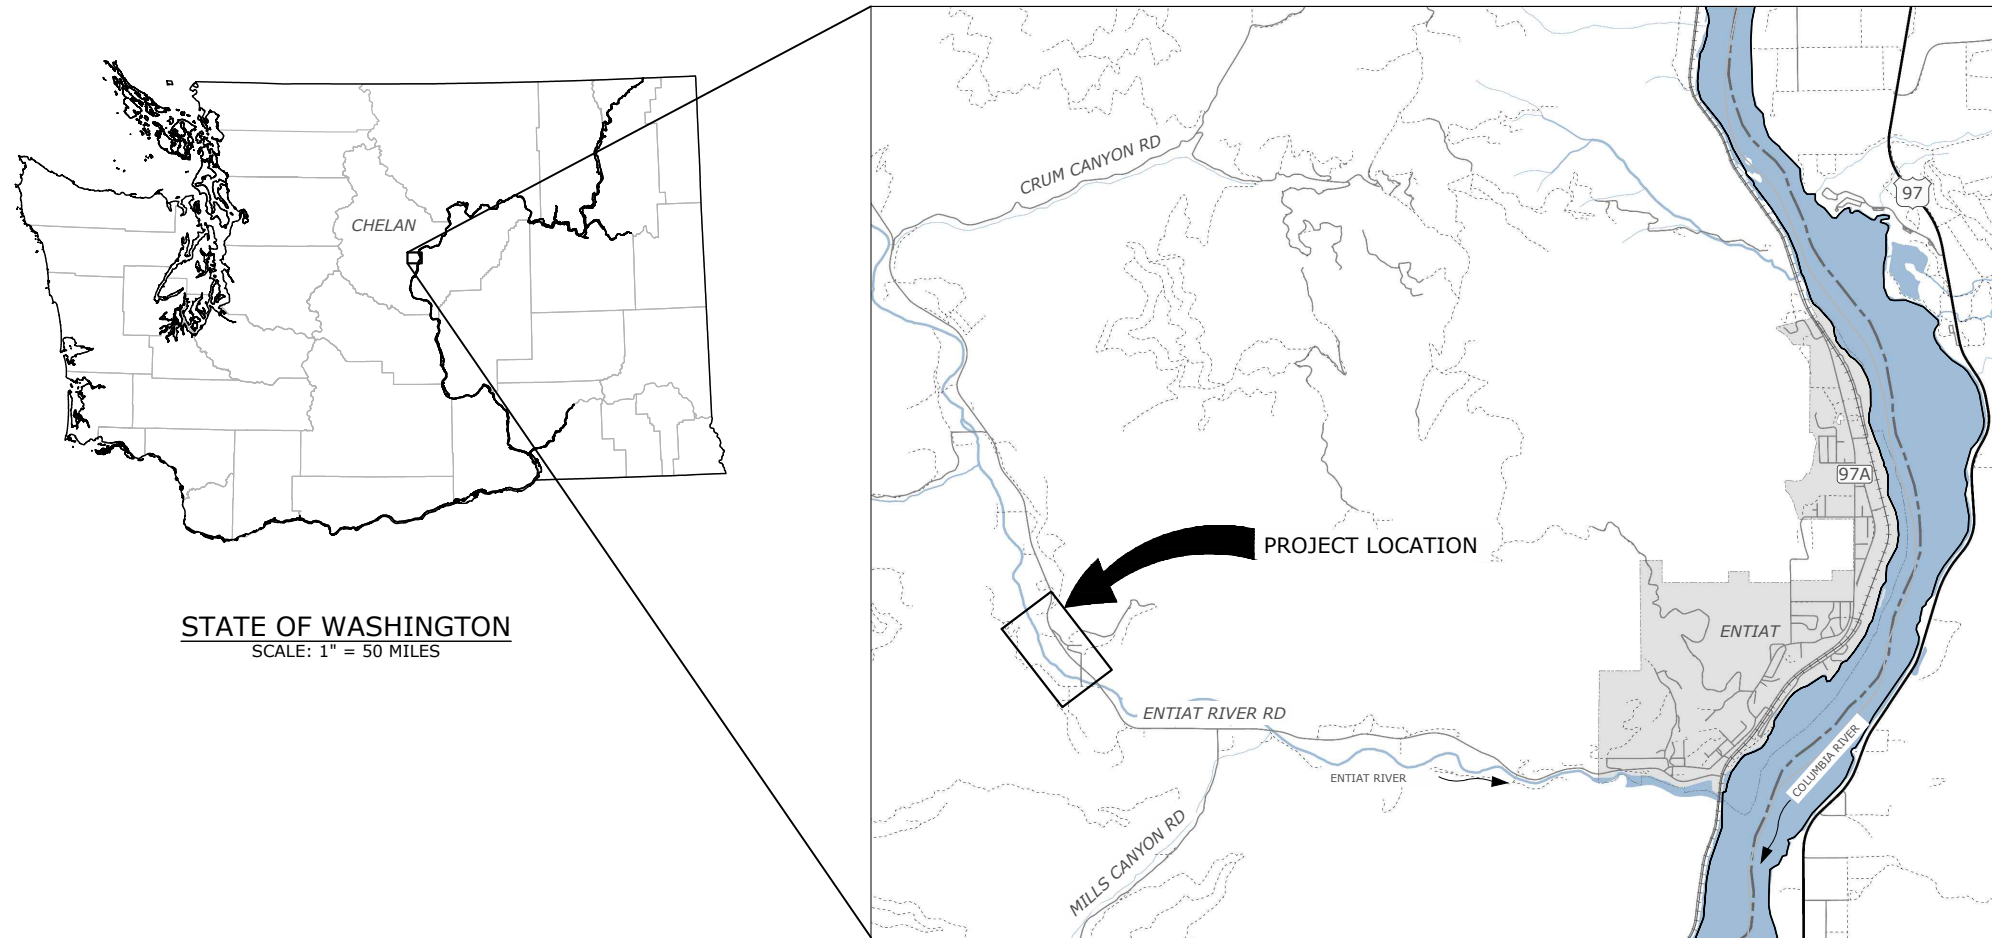 CHELAN
STATE OF WASHINGTON
SCALE: 1" = 50 MILES
CRUM CANYON RD
97
97A
PROJECT LOCATION
ENTIAT
ENTIAT RIVER RD
ENTIAT RIVER
COLUMBIA RIVER
MILLS CANYON RD